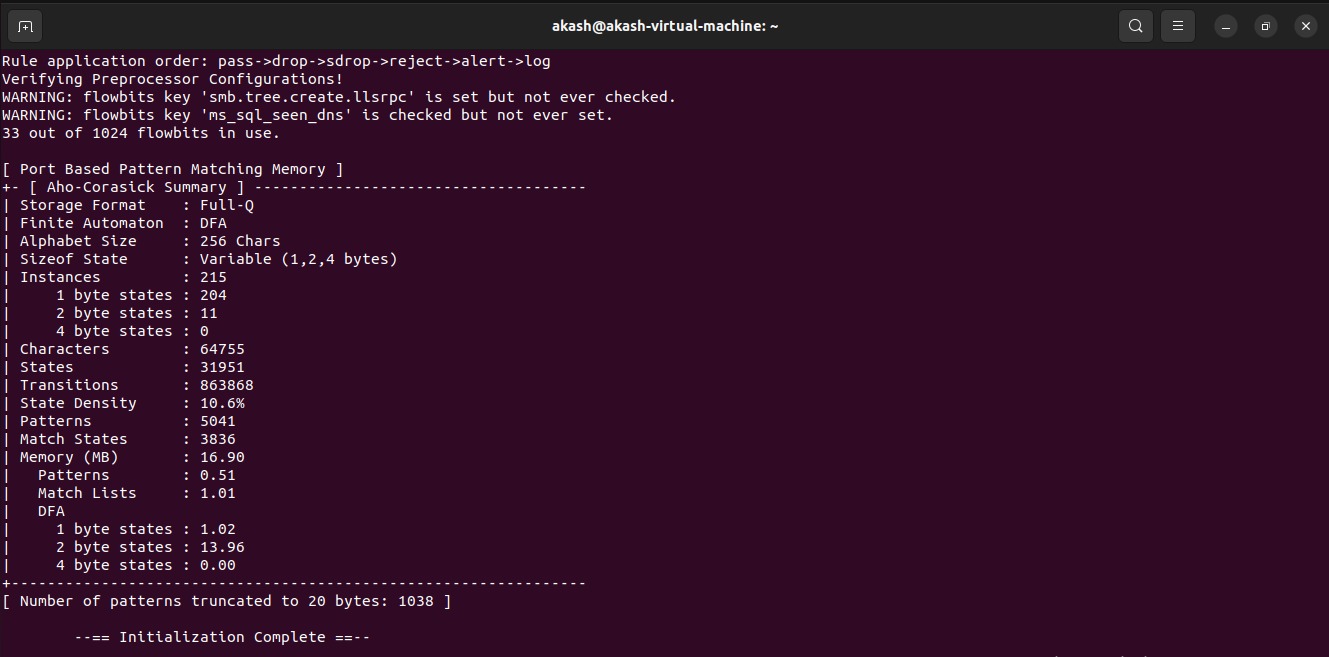 akash@akash-virtual-machine: ~
Rule application order: pass->drop->sdrop->reject->alert->log
Verifying Preprocessor Configurations!
WARNING: flowbits key 'smb.tree.create.llsrpc' is set but not ever checked.
WARNING: flowbits key 'ms_sql_seen_dns' is checked but not ever set.
33 out of 1024 flowbits in use.
[ Port Based Pattern Matching Memory ]
+- [ Aho-Corasick Summary ] -------------------------------------
| Storage Format    : Full-Q
| Finite Automaton  : DFA
| Alphabet Size     : 256 Chars
| Sizeof State      : Variable (1,2,4 bytes)
| Instances         : 215
|     1 byte states : 204
|     2 byte states : 11
|     4 byte states : 0
| Characters        : 64755
| States            : 31951
| Transitions       : 863868
| State Density     : 10.6%
| Patterns          : 5041
| Match States      : 3836
| Memory (MB)       : 16.90
|   Patterns        : 0.51
|   Match Lists     : 1.01
|   DFA
|     1 byte states : 1.02
|     2 byte states : 13.96
|     4 byte states : 0.00
+----------------------------------------------------------------
[ Number of patterns truncated to 20 bytes: 1038 ]
--== Initialization Complete ==--